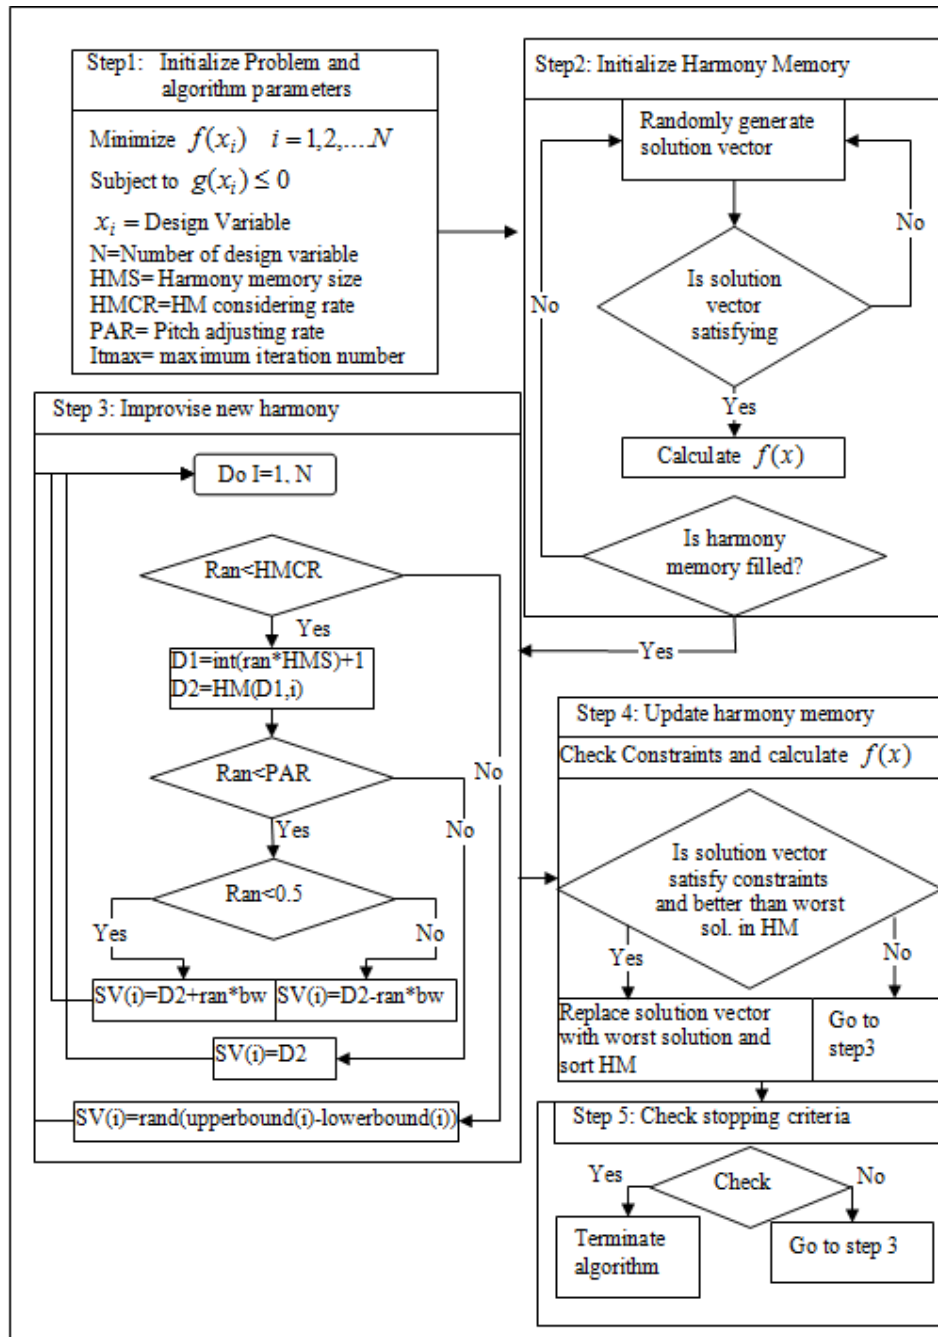 Step1: Initialize Problem and
algorithm parameters
Minimize f(x_i) i = 1,2,....N
Subject to g(x_i) ≤ 0
x_i = Design Variable
N=Number of design variable
HMS= Harmony memory size
HMCR=HM considering rate
PAR= Pitch adjusting rate
Itmax= maximum iteration number
Step2: Initialize Harmony Memory
Randomly generate
solution vector
No
No
Is solution
vector
satisfying
Yes
Calculate f(x)
Is harmony
memory filled?
Yes
Step 3: Improvise new harmony
Do I=1, N
Ran<HMCR
Yes
D1=int(ran*HMS)+1
D2=HM(D1,i)
Ran<PAR
No
Yes
No
Ran<0.5
Yes
No
SV(i)=D2+ran*bw
SV(i)=D2-ran*bw
SV(i)=D2
SV(i)=rand(upperbound(i)-lowerbound(i))
Step 4: Update harmony memory
Check Constraints and calculate f(x)
Is solution vector
satisfy constraints
and better than worst
sol. in HM
Yes
No
Replace solution vector
with worst solution and
sort HM
Go to
step3
Step 5: Check stopping criteria
Yes
Check
No
Terminate
algorithm
Go to step 3